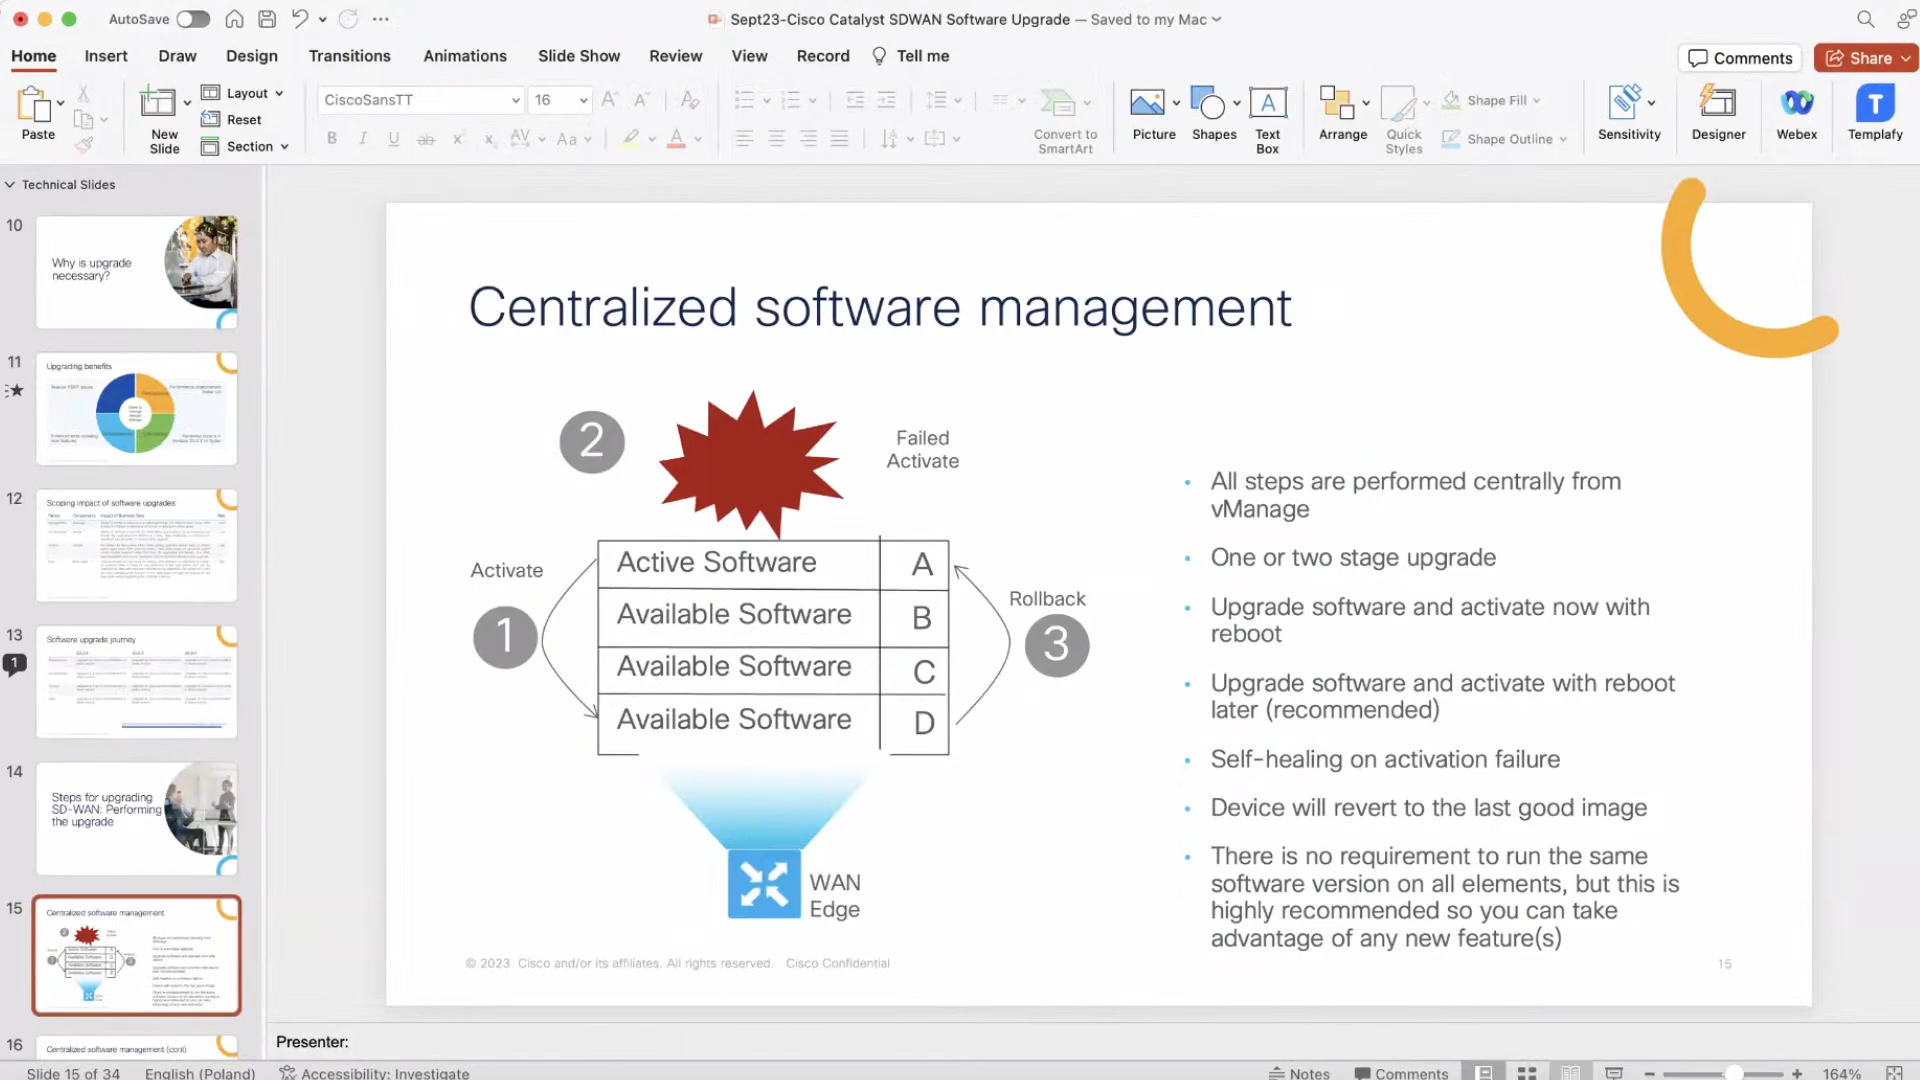 AutoSave
Sept23-Cisco Catalyst SDWAN Software Upgrade — Saved to my Mac
Home
Insert
Draw
Design
Transitions
Animations
Slide Show
Review
View
Record
Tell me
Comments
Share
Paste
New
Slide
Layout
Reset
Section
CiscoSansTT
16
Convert to
SmartArt
Picture
Shapes
Text
Box
Arrange
Quick
Styles
Shape Fill
Shape Outline
Sensitivity
Designer
Webex
Templafy
Technical Slides
10
Why is upgrade
necessary?
11
Upgrading benefits
12
Scoping impact of software upgrades
13
1
Software upgrade journey
14
Steps for upgrading
SD-WAN: Performing
the upgrade
15
Centralized software management
16
Centralized software management (cont)
Centralized software management
2
Failed
Activate
Activate
1
Active Software A
Available Software B
Available Software C
Available Software D
Rollback
3
WAN
Edge
• All steps are performed centrally from
vManage
• One or two stage upgrade
• Upgrade software and activate now with
reboot
• Upgrade software and activate with reboot
later (recommended)
• Self-healing on activation failure
• Device will revert to the last good image
• There is no requirement to run the same
software version on all elements, but this is
highly recommended so you can take
advantage of any new feature(s)
© 2023 Cisco and/or its affiliates. All rights reserved. Cisco Confidential
15
Presenter:
Slide 15 of 34
English (Poland)
Accessibility: Investigate
Notes
Comments
164%